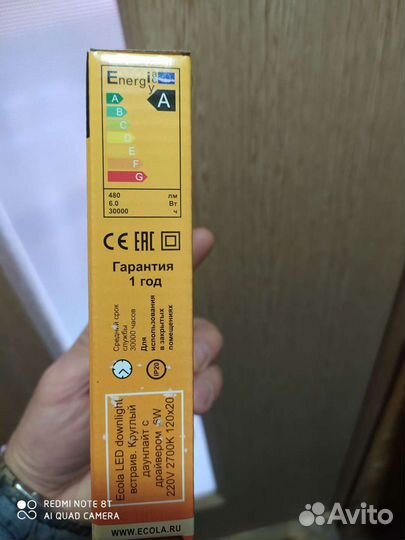 Energy
A
A
B
C
D
E
F
G
480 лм
6.0 Вт
30000 ч
CE EAC
Гарантия
1 год
Средний срок
службы
30000 часов
Для
использования
в закрытых
помещениях
IP20
Ecola LED downlight
встраив. Круглый
даунлайт с
драйвером 6W
220V 2700K 120x20
WWW.ECOLA.RU
REDMI NOTE 8T
AI QUAD CAMERA
Avito